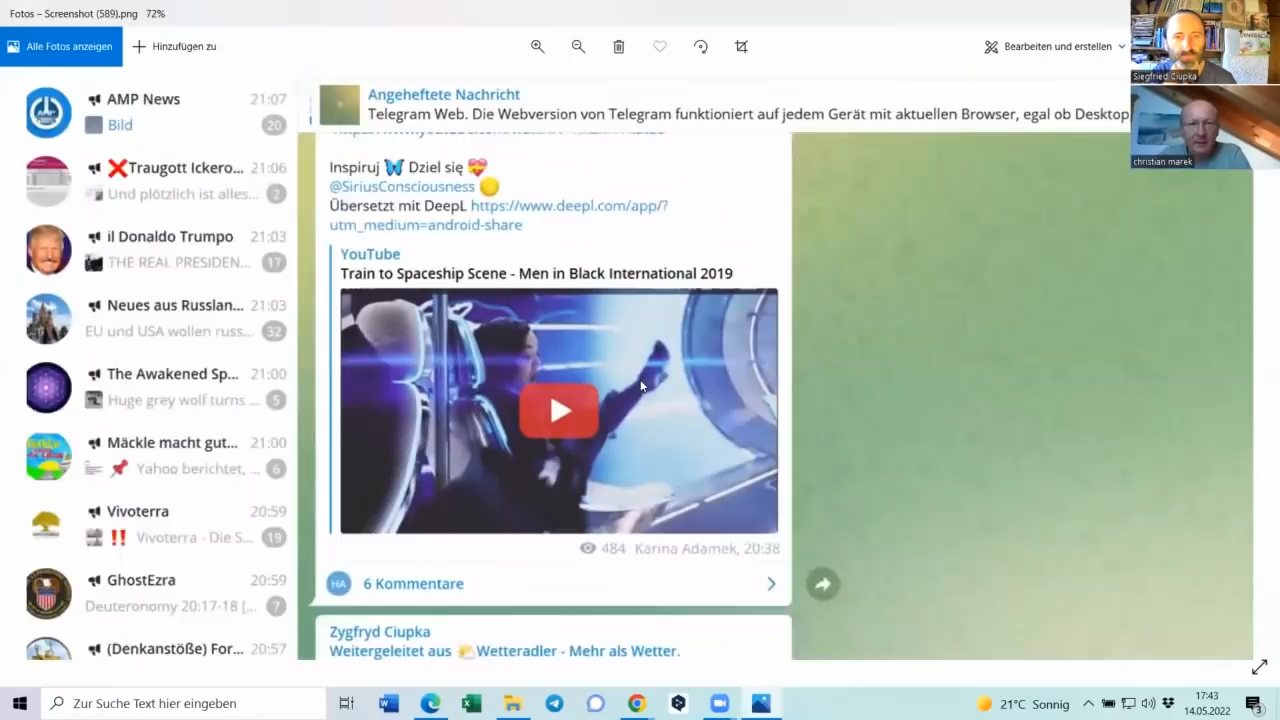 Fotos – Screenshot (589).png 72%
Alle Fotos anzeigen
Hinzufügen zu
Bearbeiten und erstellen
Siegfried Ciupka
christian marek
AMP News 21:07
Bild 20
Traugott Ickero... 21:06
Und plötzlich ist alles... 2
il Donaldo Trumpo 21:03
THE REAL PRESIDEN... 17
Neues aus Russlan... 21:03
EU und USA wollen russ... 32
The Awakened Sp... 21:00
Huge grey wolf turns ... 5
Mäckle macht gut... 21:00
Yahoo berichtet, ... 6
Vivoterra 20:59
Vivoterra - Die S... 19
GhostEzra 20:59
Deuteronomy 20:17-18 [... 7
(Denkanstöße) For... 20:57
Angeheftete Nachricht
Telegram Web. Die Webversion von Telegram funktioniert auf jedem Gerät mit aktuellen Browser, egal ob Desktop,
Inspiruj 🦋 Dziel się 💝
@SiriusConsciousness
Übersetzt mit DeepL https://www.deepl.com/app/?
utm_medium=android-share
YouTube
Train to Spaceship Scene - Men in Black International 2019
484 Karina Adamek, 20:38
HA 6 Kommentare
Zygfryd Ciupka
Weitergeleitet aus 🌤Wetteradler - Mehr als Wetter.
Zur Suche Text hier eingeben
21°C Sonnig
17:43
14.05.2022
3